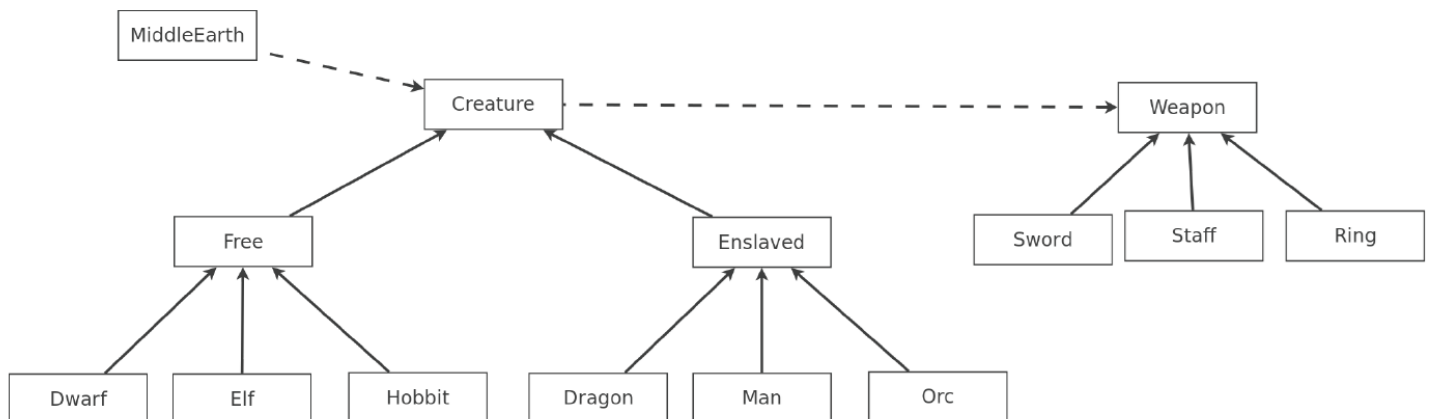 MiddleEarth
Creature
Weapon
Free
Enslaved
Sword
Staff
Ring
Dwarf
Elf
Hobbit
Dragon
Man
Orc